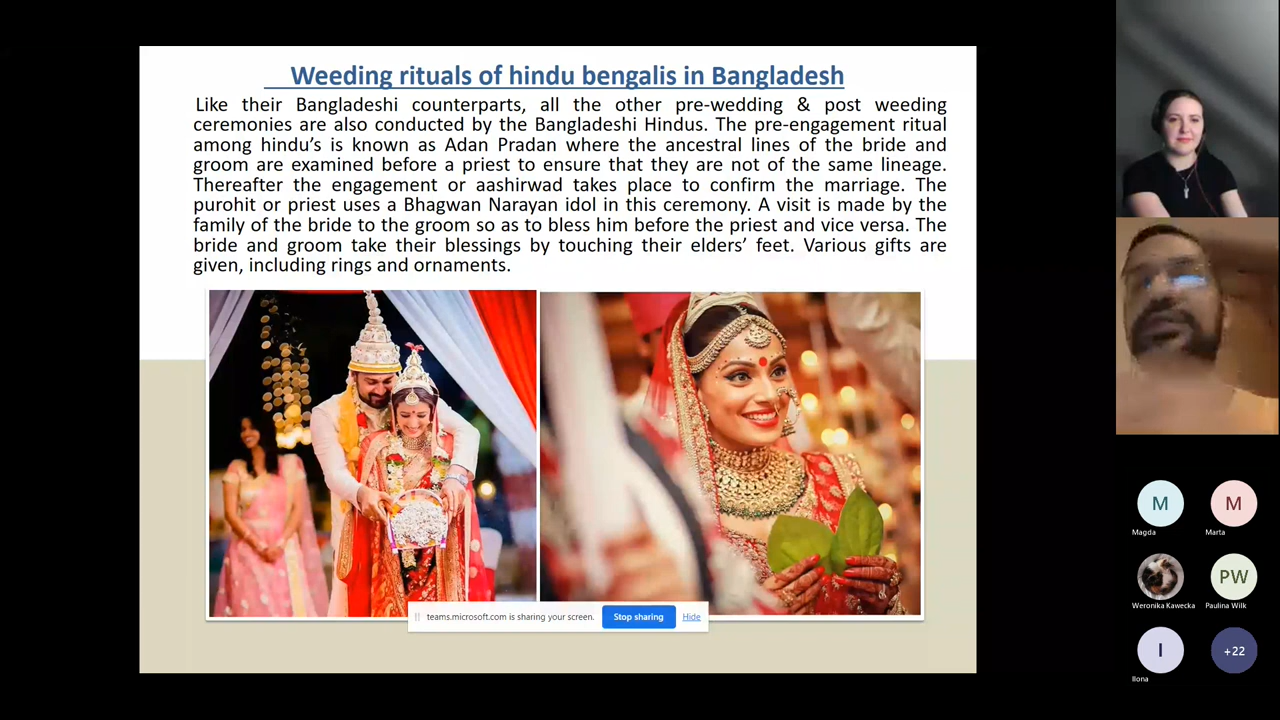 Weeding rituals of hindu bengalis in Bangladesh
Like their Bangladeshi counterparts, all the other pre-wedding & post weeding
ceremonies are also conducted by the Bangladeshi Hindus. The pre-engagement ritual
among hindu’s is known as Adan Pradan where the ancestral lines of the bride and
groom are examined before a priest to ensure that they are not of the same lineage.
Thereafter the engagement or aashirwad takes place to confirm the marriage. The
purohit or priest uses a Bhagwan Narayan idol in this ceremony. A visit is made by the
family of the bride to the groom so as to bless him before the priest and vice versa. The
bride and groom take their blessings by touching their elders’ feet. Various gifts are
given, including rings and ornaments.
teams.microsoft.com is sharing your screen. Stop sharing Hide
M M
Magda Marta
PW
Weronika Kawecka Paulina Wilk
I +22
Ilona